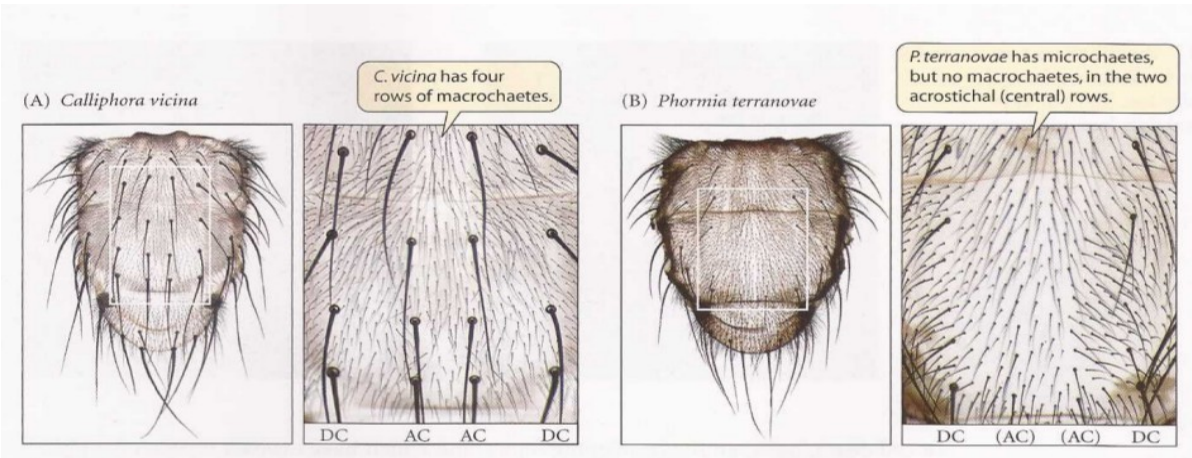 C. vicina has four
rows of macrochaetes.
(A) Calliphora vicina
P. terranovae has microchaetes,
but no macrochaetes, in the two
acrostichal (central) rows.
(B) Phormia terranovae
DC AC AC DC
DC (AC) (AC) DC